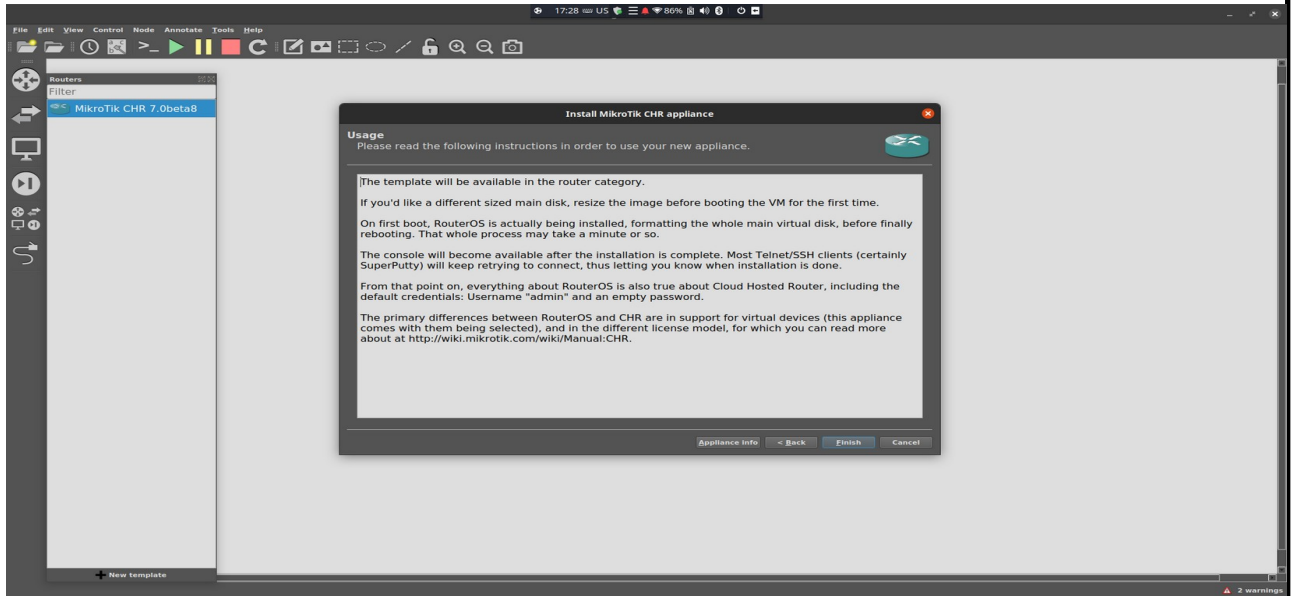 17:28 US 86%
File Edit View Control Node Annotate Tools Help
Routers
Filter
MikroTik CHR 7.0beta8
Install MikroTik CHR appliance
Usage
Please read the following instructions in order to use your new appliance.
The template will be available in the router category.
If you'd like a different sized main disk, resize the image before booting the VM for the first time.
On first boot, RouterOS is actually being installed, formatting the whole main virtual disk, before finally
rebooting. That whole process may take a minute or so.
The console will become available after the installation is complete. Most Telnet/SSH clients (certainly
SuperPutty) will keep retrying to connect, thus letting you know when installation is done.
From that point on, everything about RouterOS is also true about Cloud Hosted Router, including the
default credentials: Username "admin" and an empty password.
The primary differences between RouterOS and CHR are in support for virtual devices (this appliance
comes with them being selected), and in the different license model, for which you can read more
about at http://wiki.mikrotik.com/wiki/Manual:CHR.
Appliance info < Back Finish Cancel
New template
2 warnings